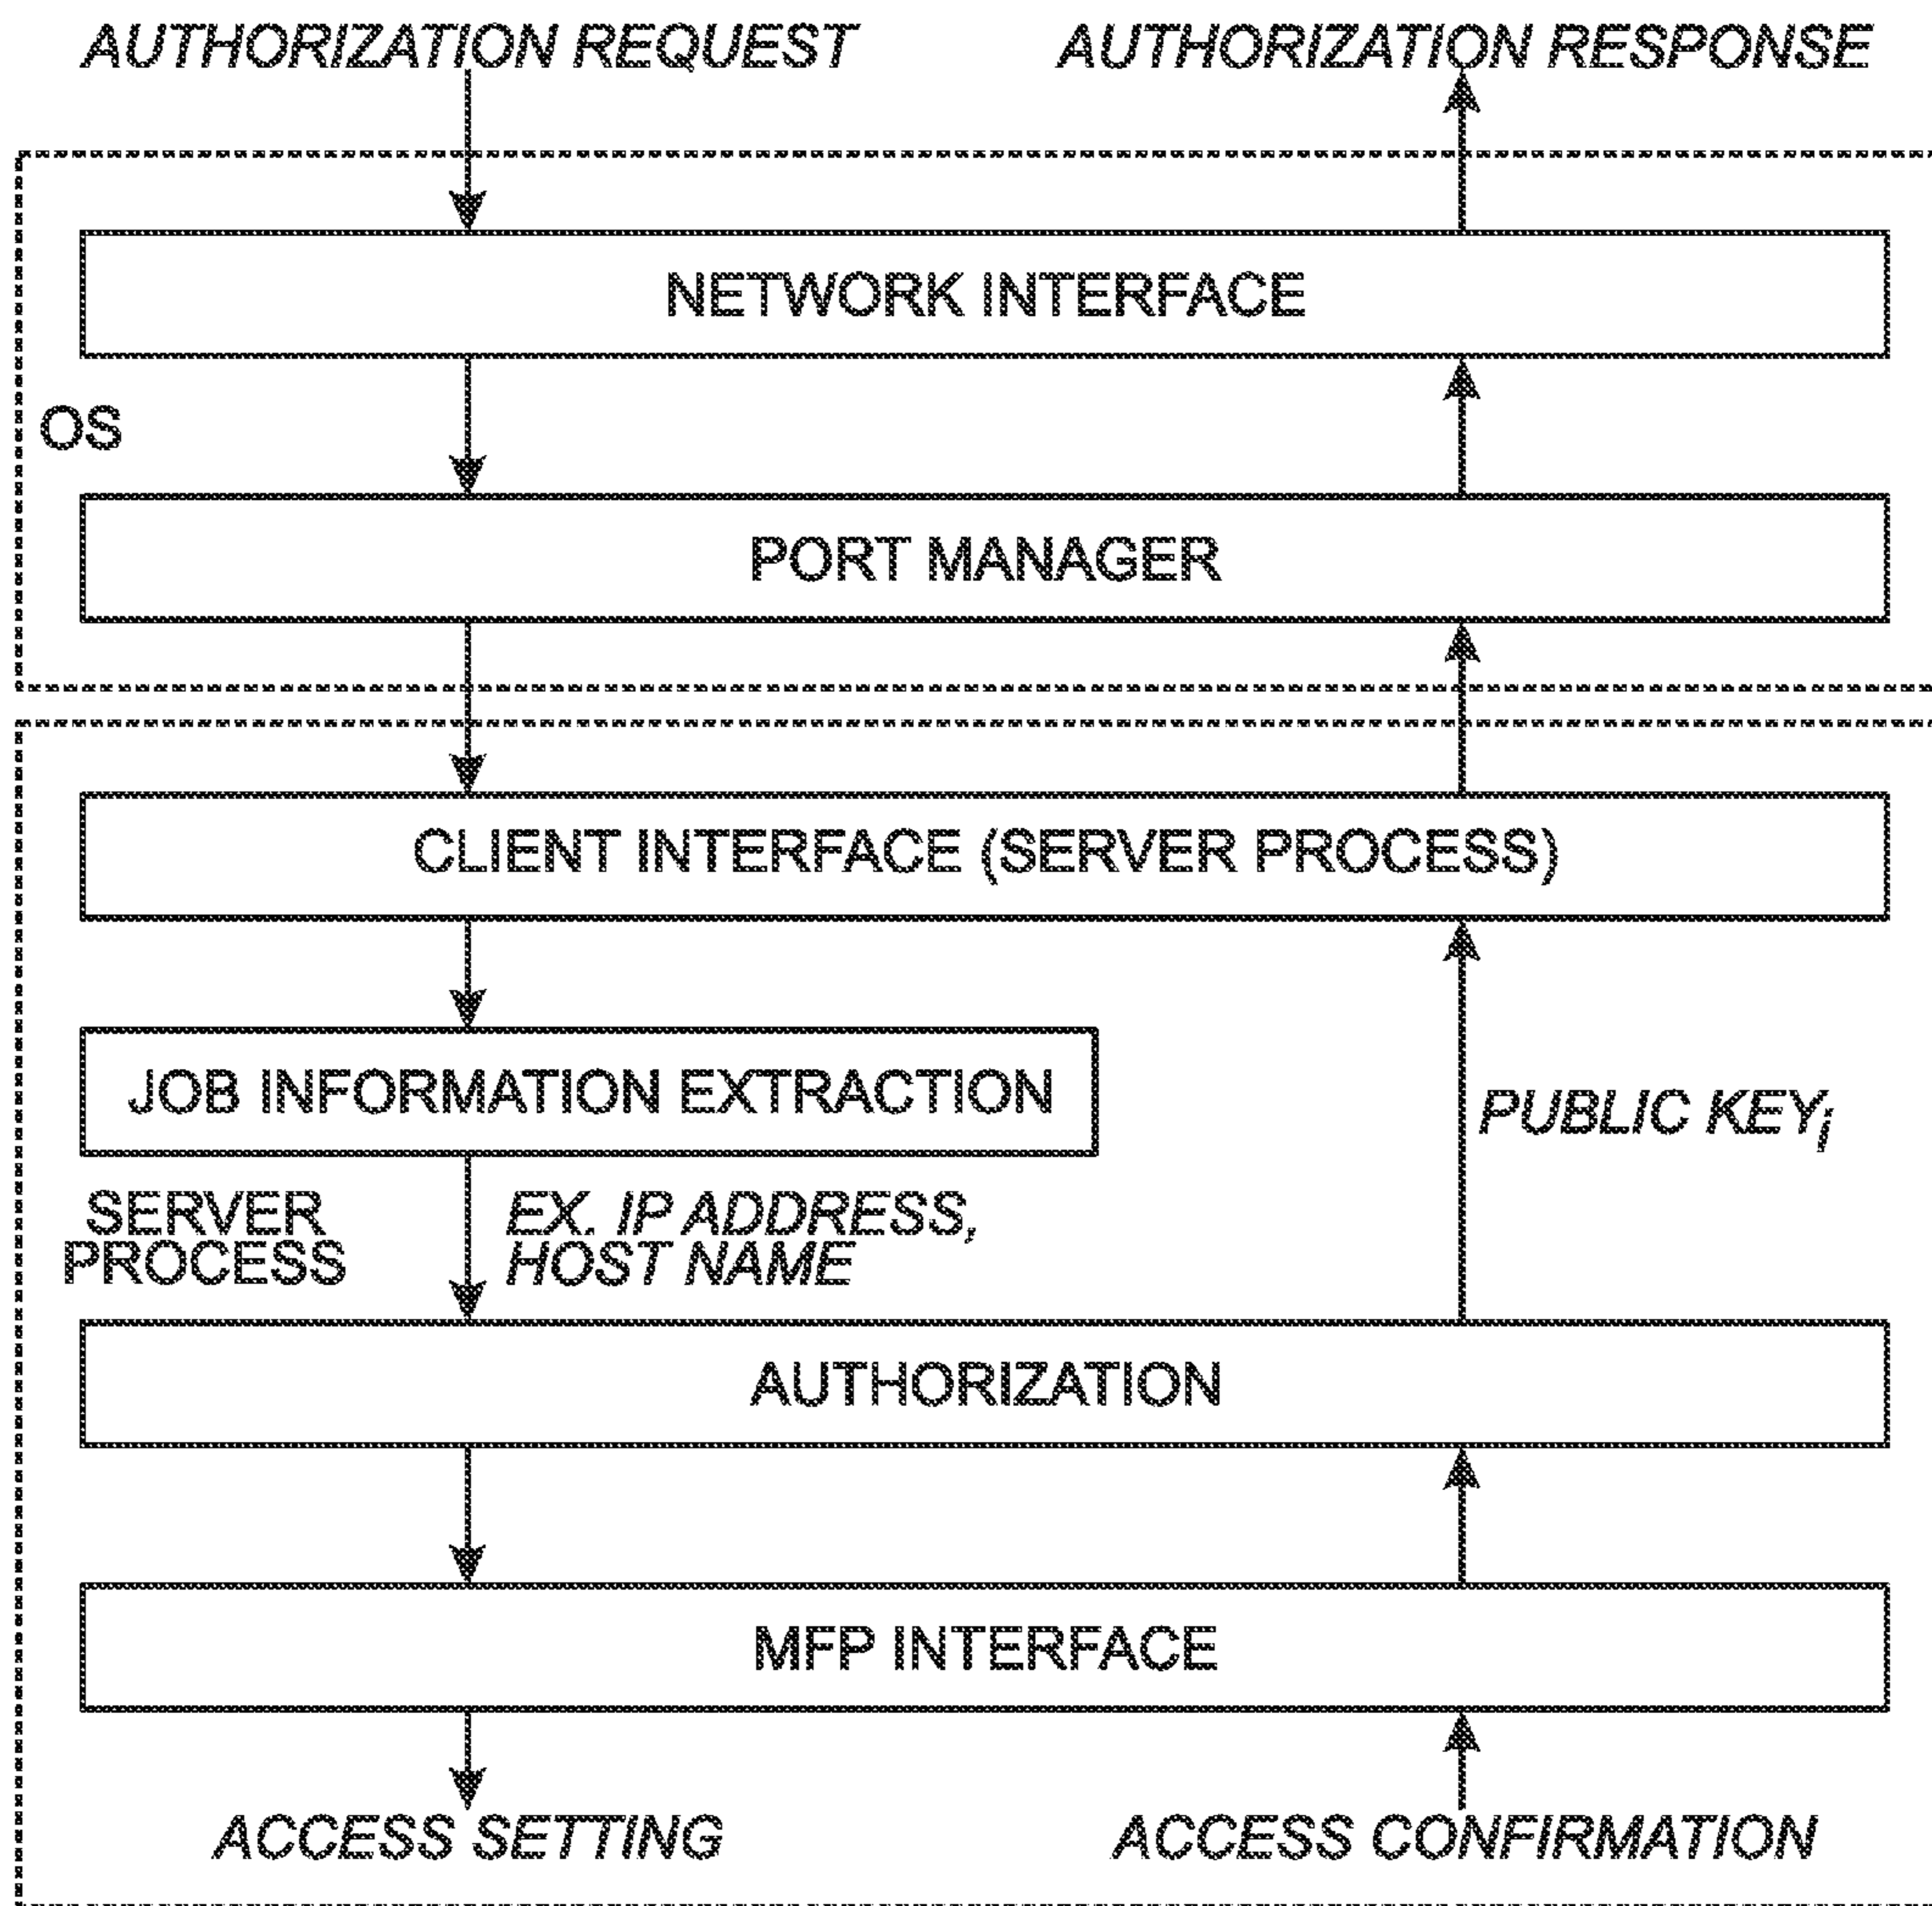 AUTHORIZATION REQUEST
AUTHORIZATION RESPONSE
NETWORK INTERFACE
OS
PORT MANAGER
CLIENT INTERFACE (SERVER PROCESS)
JOB INFORMATION EXTRACTION
PUBLIC KEYi
SERVER
PROCESS
EX. IP ADDRESS,
HOST NAME
AUTHORIZATION
MFP INTERFACE
ACCESS SETTING
ACCESS CONFIRMATION